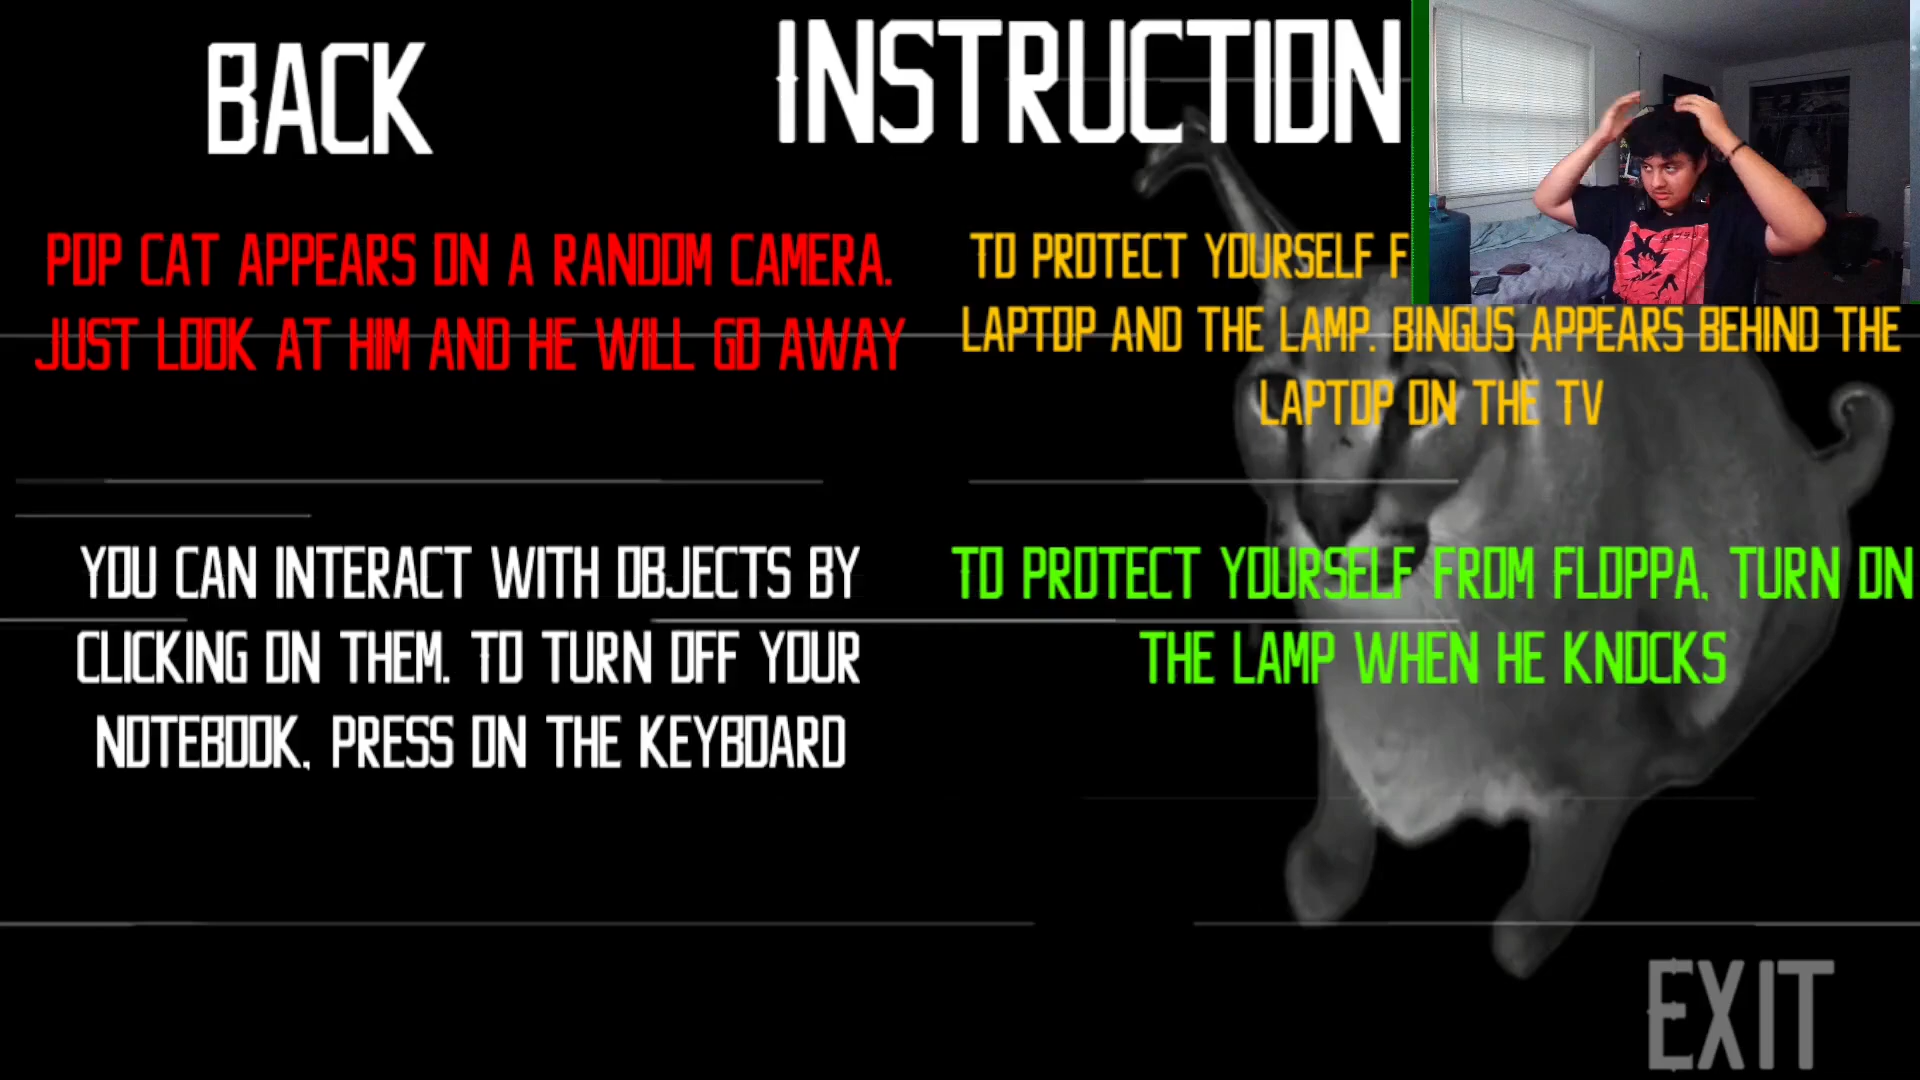 BACK
INSTRUCTION
POP CAT APPEARS ON A RANDOM CAMERA.
JUST LOOK AT HIM AND HE WILL GO AWAY
TO PROTECT YOURSELF F
LAPTOP AND THE LAMP. BINGUS APPEARS BEHIND THE
LAPTOP ON THE TV
YOU CAN INTERACT WITH OBJECTS BY
CLICKING ON THEM. TO TURN OFF YOUR
NOTEBOOK, PRESS ON THE KEYBOARD
TO PROTECT YOURSELF FROM FLOPPA, TURN ON
THE LAMP WHEN HE KNOCKS
EXIT